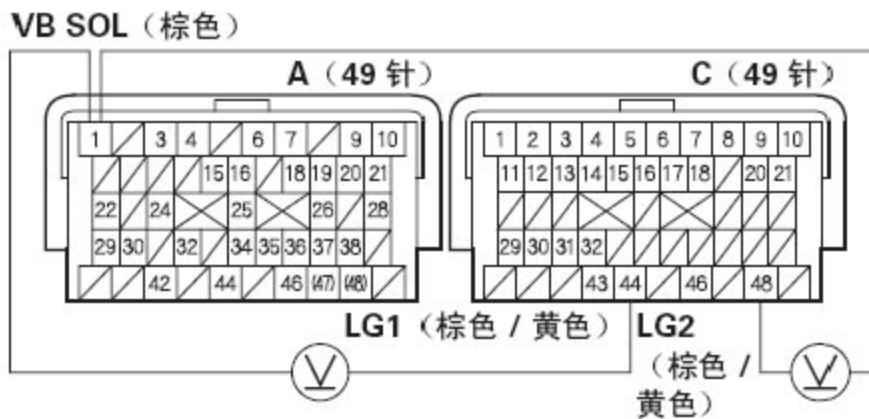 VB SOL（棕色）
A（49 针）
C（49 针）
1 3 4 6 7 9 10
15 16 18 19 20 21
22 24 25 26 28
29 30 32 34 35 36 37 38
42 44 46 (47) (48)
1 2 3 4 5 6 7 8 9 10
11 12 13 14 15 16 17 18 20 21
29 30 31 32
43 44 46 48
LG1（棕色 / 黄色）
LG2
（棕色 /
黄色）
V
V